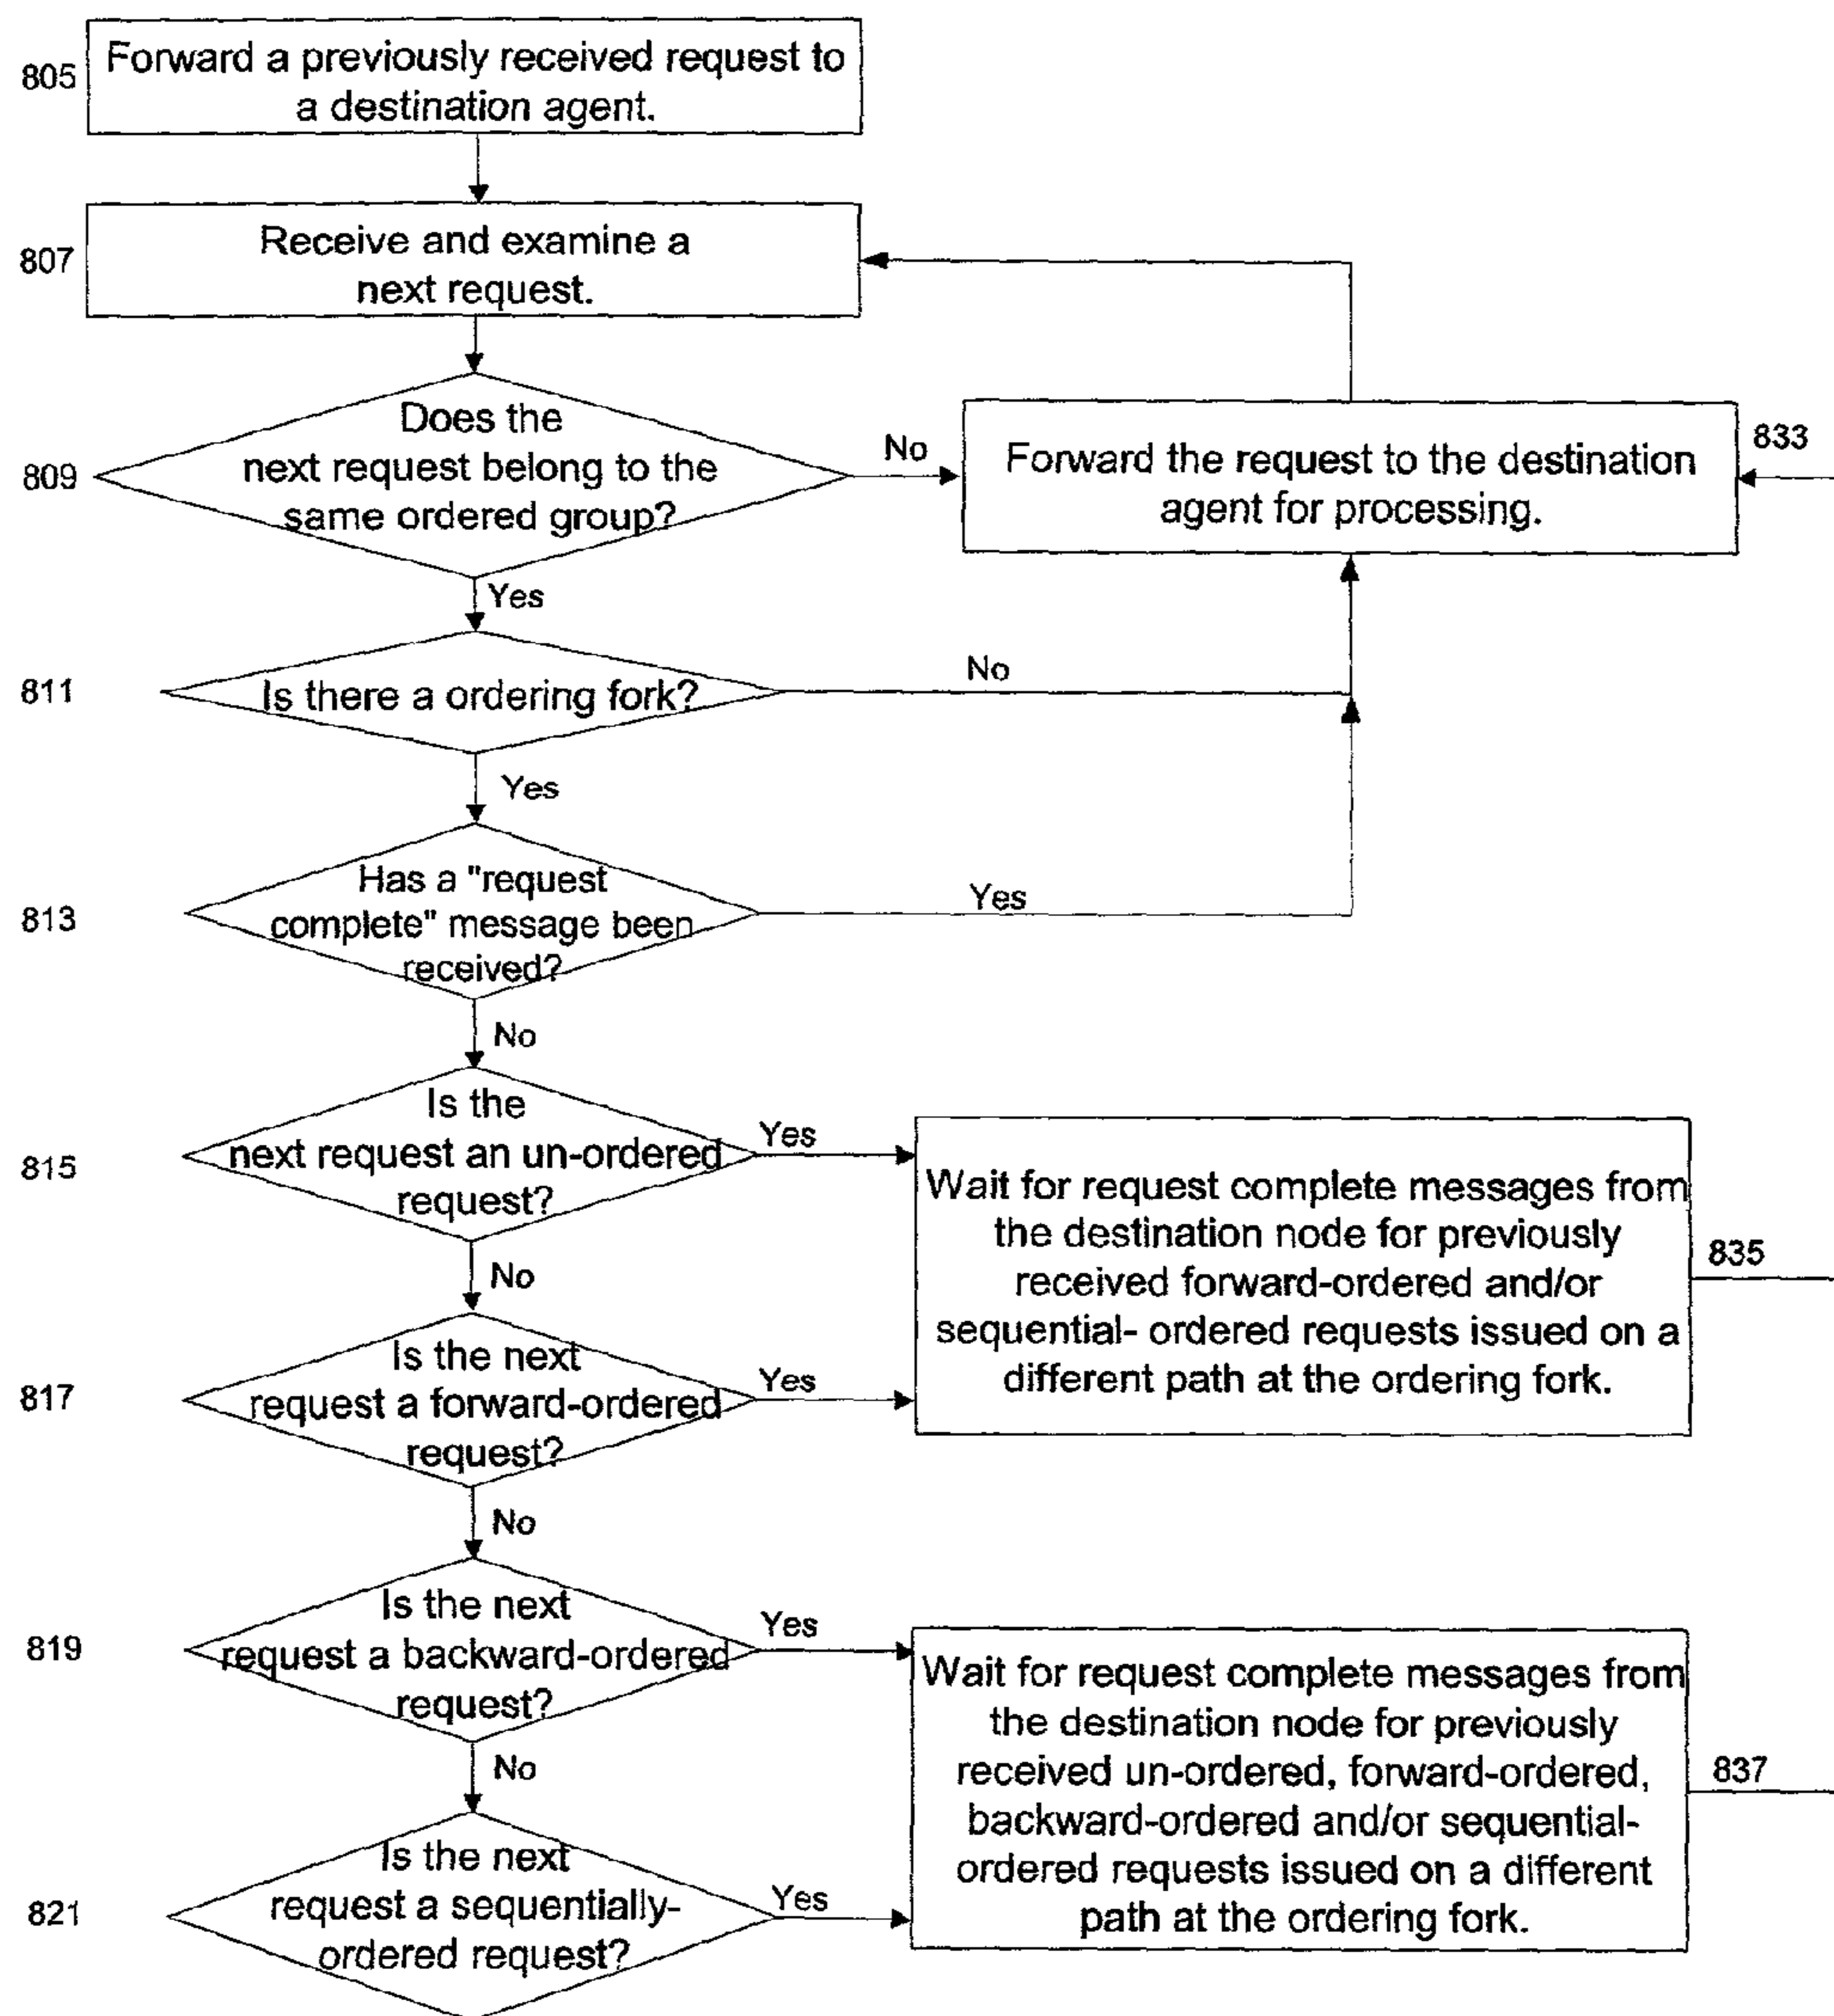 805
Forward a previously received request to
a destination agent.
807
Receive and examine a
next request.
809
Does the
next request belong to the
same ordered group?
No
Yes
833
Forward the request to the destination
agent for processing.
811
Is there a ordering fork?
No
Yes
813
Has a "request
complete" message been
received?
Yes
No
815
Is the
next request an un-ordered
request?
Yes
No
Wait for request complete messages from
the destination node for previously
received forward-ordered and/or
sequential- ordered requests issued on a
different path at the ordering fork.
835
817
Is the next
request a forward-ordered
request?
Yes
No
819
Is the next
request a backward-ordered
request?
Yes
No
Wait for request complete messages from
the destination node for previously
received un-ordered, forward-ordered,
backward-ordered and/or sequential-
ordered requests issued on a different
path at the ordering fork.
837
821
Is the next
request a sequentially-
ordered request?
Yes